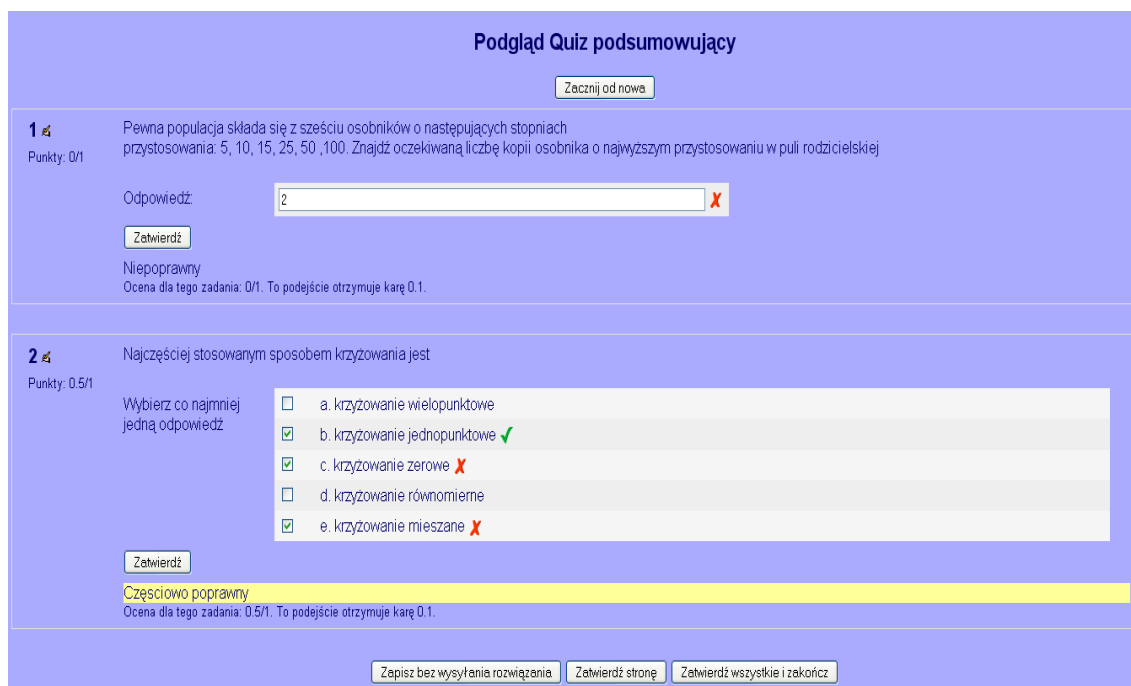 Podgląd Quiz podsumowujący
Zacznij od nowa
1
Punkty: 0/1
Pewna populacja składa się z sześciu osobników o następujących stopniach
przystosowania: 5, 10, 15, 25, 50 ,100. Znajdź oczekiwaną liczbę kopii osobnika o najwyższym przystosowaniu w puli rodzicielskiej
Odpowiedź: 2
Zatwierdź
Niepoprawny
Ocena dla tego zadania: 0/1. To podejście otrzymuje karę 0.1.
2
Punkty: 0.5/1
Najczęściej stosowanym sposobem krzyżowania jest
Wybierz co najmniej
jedną odpowiedź
a. krzyżowanie wielopunktowe
b. krzyżowanie jednopunktowe
c. krzyżowanie zerowe
d. krzyżowanie równomierne
e. krzyżowanie mieszane
Zatwierdź
Częsciowo poprawny
Ocena dla tego zadania: 0.5/1. To podejście otrzymuje karę 0.1.
Zapisz bez wysyłania rozwiązania Zatwierdź stronę Zatwierdź wszystkie i zakończ